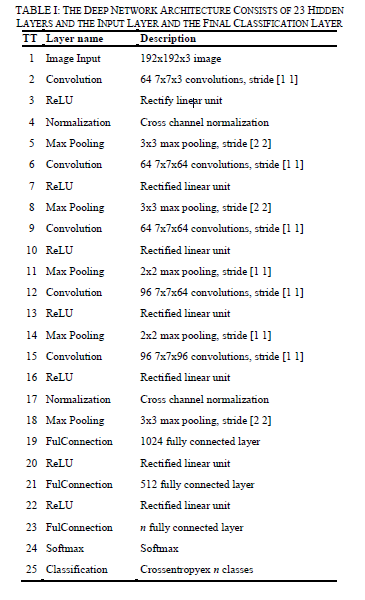 TABLE I: THE DEEP NETWORK ARCHITECTURE CONSISTS OF 23 HIDDEN
LAYERS AND THE INPUT LAYER AND THE FINAL CLASSIFICATION LAYER
TT Layer name Description
1 Image Input 192x192x3 image
2 Convolution 64 7x7x3 convolutions, stride [1 1]
3 ReLU Rectify linear unit
4 Normalization Cross channel normalization
5 Max Pooling 3x3 max pooling, stride [2 2]
6 Convolution 64 7x7x64 convolutions, stride [1 1]
7 ReLU Rectified linear unit
8 Max Pooling 3x3 max pooling, stride [2 2]
9 Convolution 64 7x7x64 convolutions, stride [1 1]
10 ReLU Rectified linear unit
11 Max Pooling 2x2 max pooling, stride [1 1]
12 Convolution 96 7x7x64 convolutions, stride [1 1]
13 ReLU Rectified linear unit
14 Max Pooling 2x2 max pooling, stride [1 1]
15 Convolution 96 7x7x96 convolutions, stride [1 1]
16 ReLU Rectified linear unit
17 Normalization Cross channel normalization
18 Max Pooling 3x3 max pooling, stride [2 2]
19 FulConnection 1024 fully connected layer
20 ReLU Rectified linear unit
21 FulConnection 512 fully connected layer
22 ReLU Rectified linear unit
23 FulConnection n fully connected layer
24 Softmax Softmax
25 Classification Crossentropyex n classes